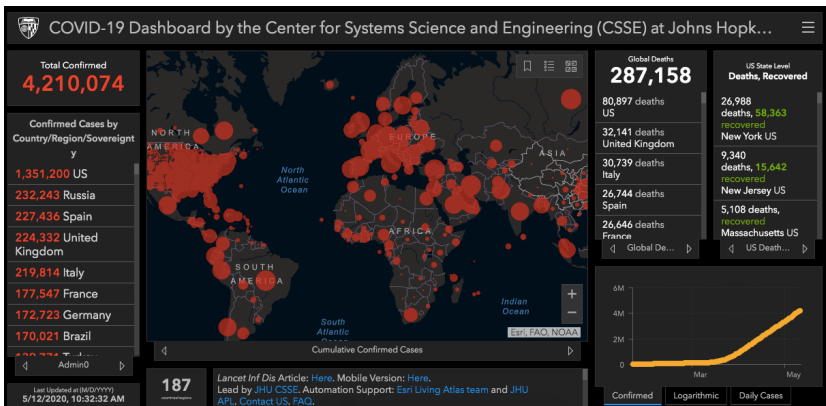 COVID-19 Dashboard by the Center for Systems Science and Engineering (CSSE) at Johns Hopk...
Total Confirmed
4,210,074
Confirmed Cases by
Country/Region/Sovereignt
y
1,351,200 US
232,243 Russia
227,436 Spain
224,332 United
Kingdom
219,814 Italy
177,547 France
172,723 Germany
170,021 Brazil
Admin0
Last Updated at (M/D/YYYY)
5/12/2020, 10:32:32 AM
NORTH
AMERICA
EUROPE
ASIA
North
Atlantic
Ocean
AFRICA
SOUTH
AMERICA
Indian
Ocean
South
Atlantic
Ocean
+
−
Esri, FAO, NOAA
Cumulative Confirmed Cases
187
countries/regions
Lancet Inf Dis Article: Here. Mobile Version: Here.
Lead by JHU CSSE. Automation Support: Esri Living Atlas team and JHU
APL. Contact US. FAQ.
Global Deaths
287,158
80,897 deaths
US
32,141 deaths
United Kingdom
30,739 deaths
Italy
26,744 deaths
Spain
26,646 deaths
France
Global De...
US State Level
Deaths, Recovered
26,988
deaths, 58,363
recovered
New York US
9,340
deaths, 15,642
recovered
New Jersey US
5,108 deaths,
recovered
Massachusetts US
US Death...
6M
4M
2M
0
Mar
May
Confirmed
Logarithmic
Daily Cases